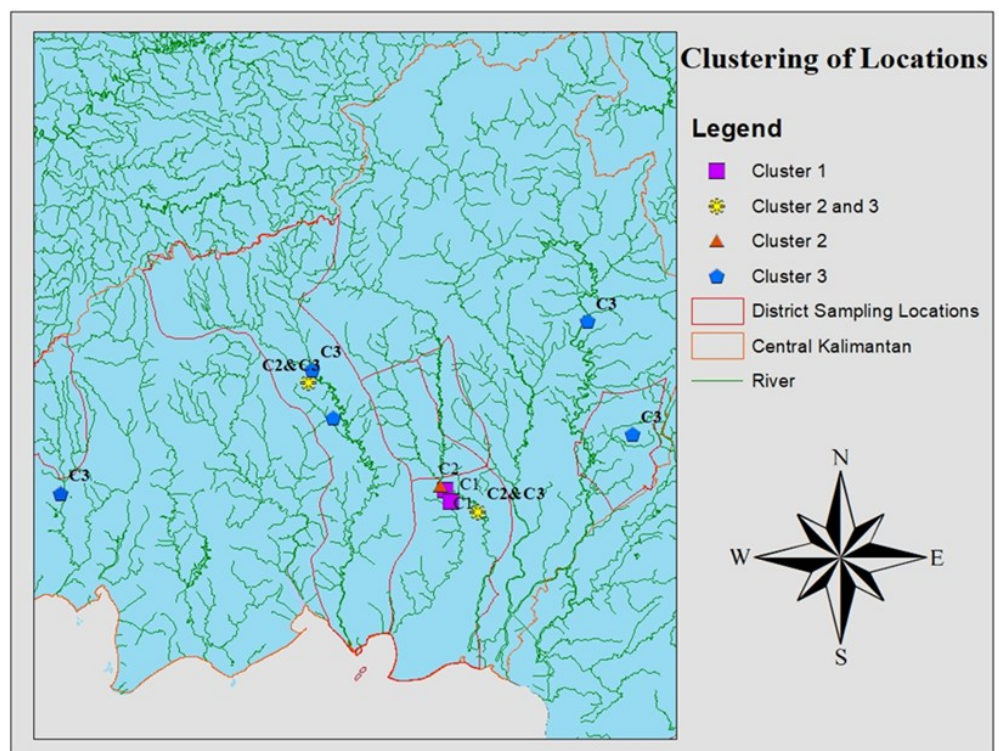 Clustering of Locations
Legend
Cluster 1
Cluster 2 and 3
Cluster 2
Cluster 3
District Sampling Locations
Central Kalimantan
River
N
W
E
S
C3
C3
C2&C3
C3
C3
C2
C1
C1
C2&C3